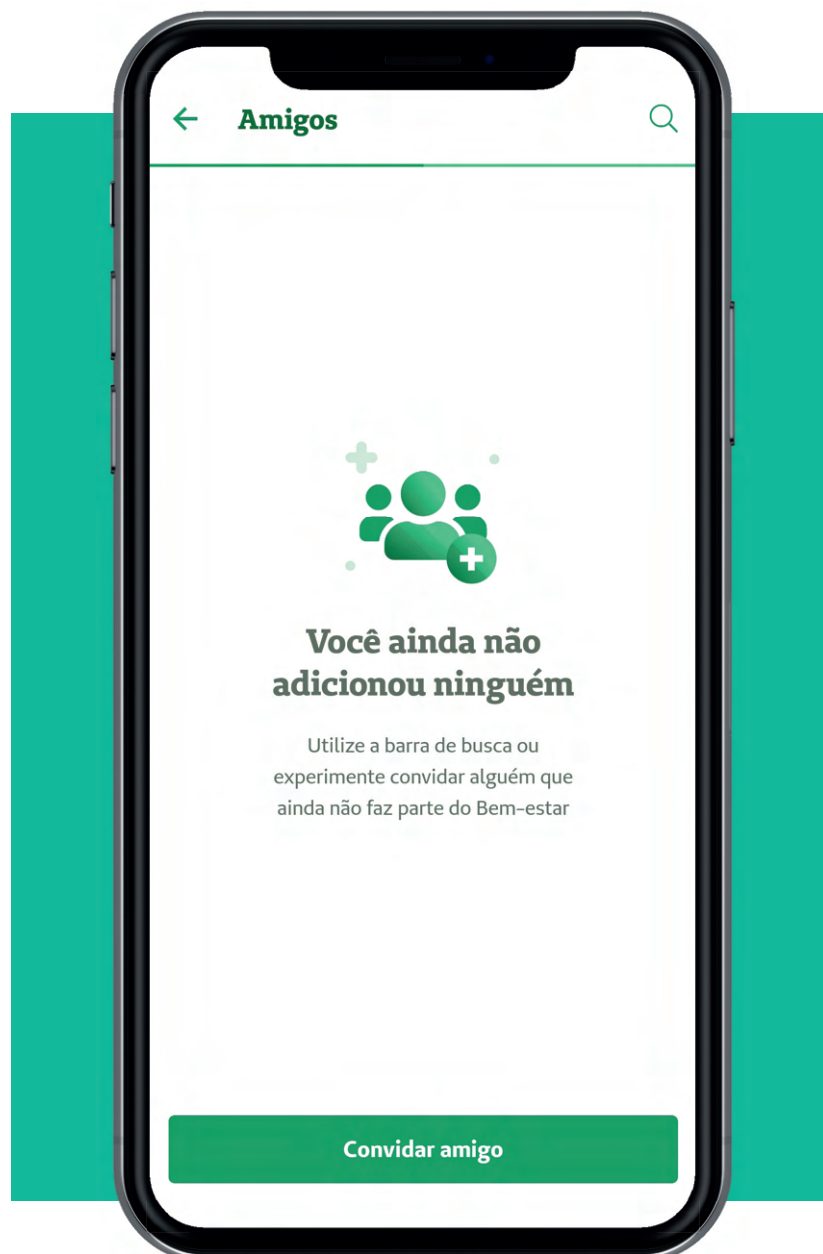 Amigos
Você ainda não
adicionou ninguém
Utilize a barra de busca ou
experimente convidar alguém que
ainda não faz parte do Bem-estar
Convidar amigo